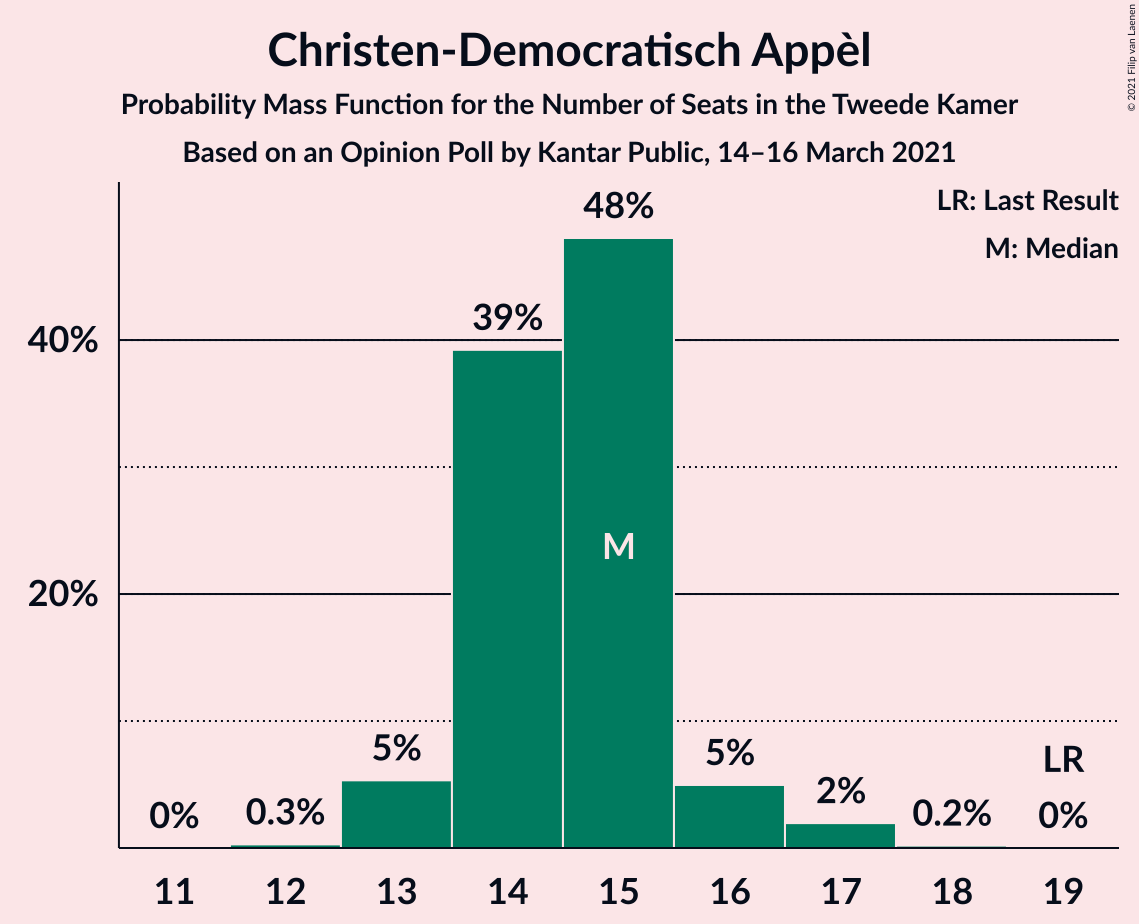 Christen-Democratisch Appèl
Probability Mass Function for the Number of Seats in the Tweede Kamer
Based on an Opinion Poll by Kantar Public, 14–16 March 2021
© 2021 Filip van Laenen
LR: Last Result
M: Median
48%
39%
40%
M
20%
5%
5%
LR
2%
0%
0.3%
0.2%
0%
11 12 13 14 15 16 17 18 19